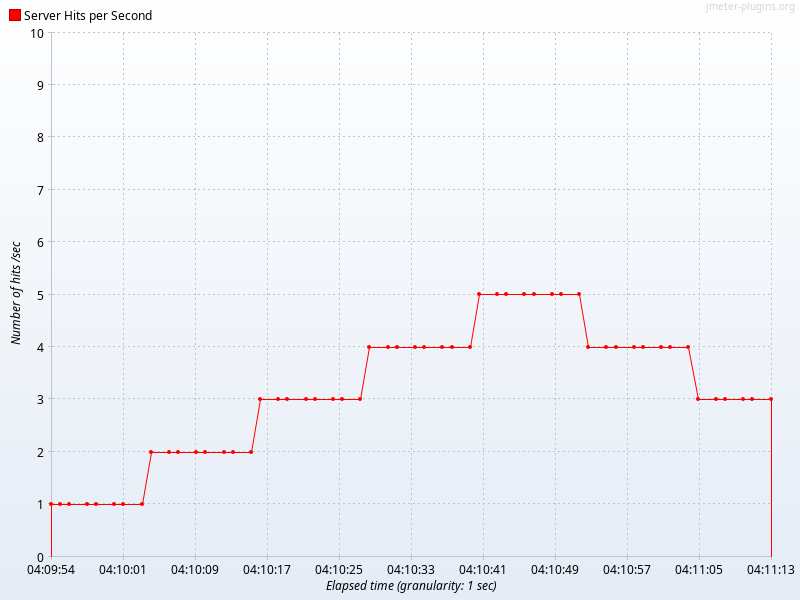 jmeter-plugins.org
Server Hits per Second
10
9
8
7
6
5
4
3
2
1
0
Number of hits /sec
04:09:54 04:10:01 04:10:09 04:10:17 04:10:25 04:10:33 04:10:41 04:10:49 04:10:57 04:11:05 04:11:13
Elapsed time (granularity: 1 sec)